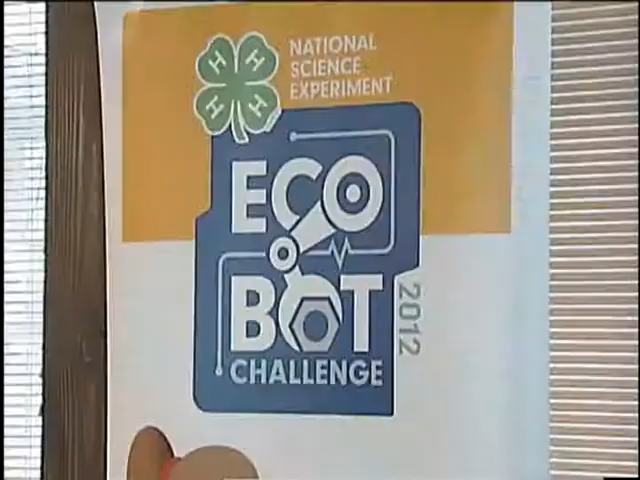 H H
H H
NATIONAL
SCIENCE
EXPERIMENT
ECO
BOT
CHALLENGE
2012